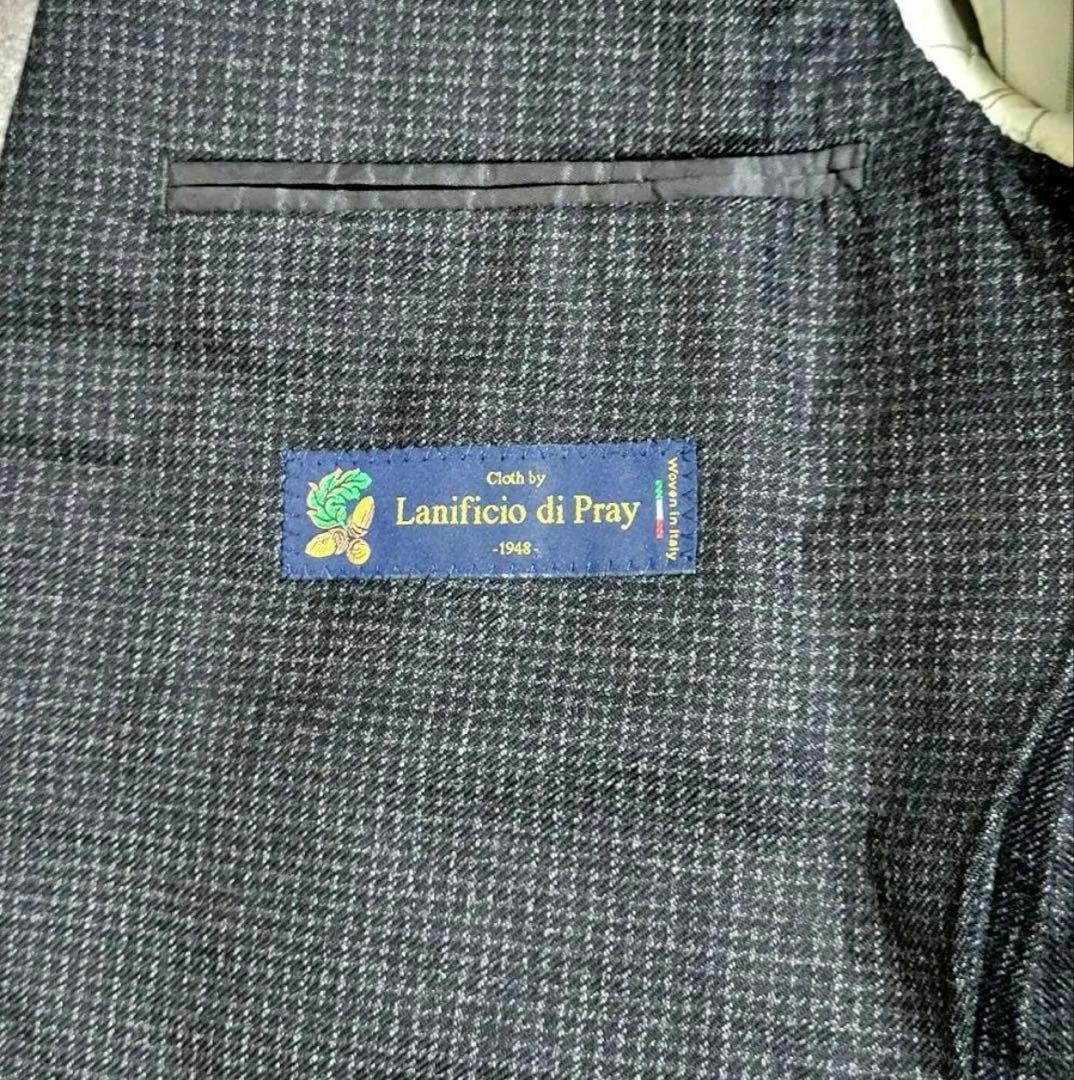 Cloth by
Lanificio di Pray
-1948-
Woven in Italy